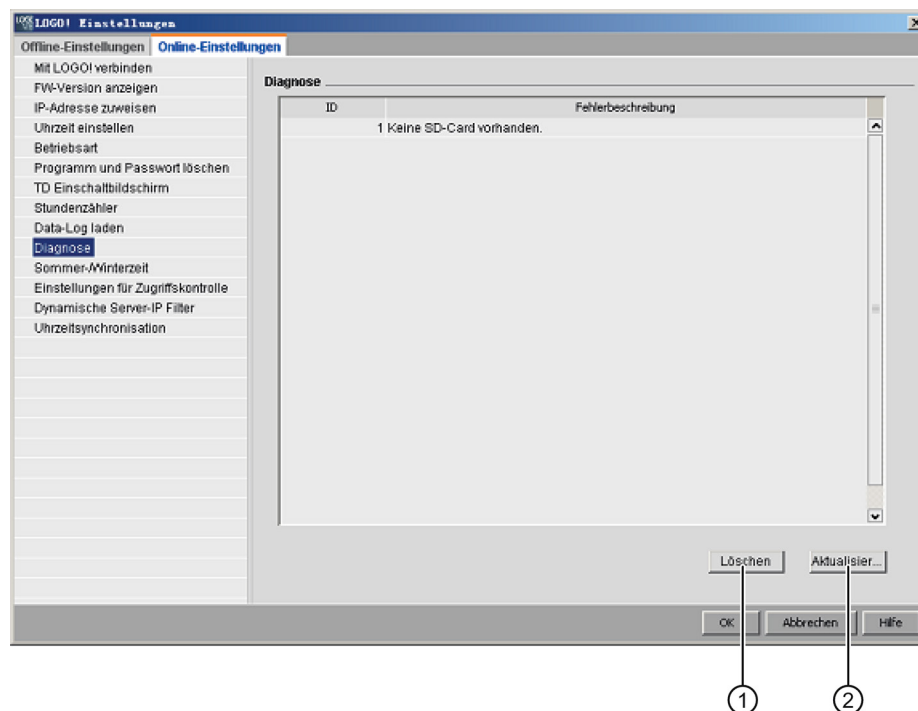 LOGO! Einstellungen
Offline-Einstellungen Online-Einstellungen
Mit LOGO! verbinden
FW-Version anzeigen
IP-Adresse zuweisen
Uhrzeit einstellen
Betriebsart
Programm und Passwort löschen
TD Einschaltbildschirm
Stundenzähler
Data-Log laden
Diagnose
Sommer-/Winterzeit
Einstellungen für Zugriffskontrolle
Dynamische Server-IP Filter
Uhrzeitsynchronisation
Diagnose
ID Fehlerbeschreibung
1 Keine SD-Card vorhanden.
Löschen Aktualisier...
OK Abbrechen Hilfe
1 2